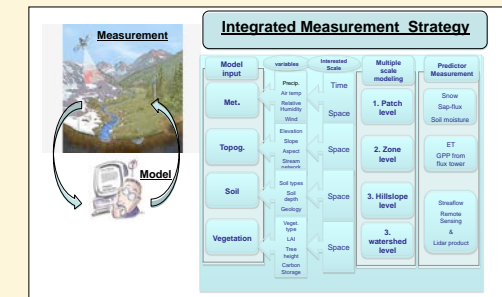 Integrated Measurement Strategy
Measurement
Model
Model input
variables
Interested Scale
Multiple scale modeling
Predictor Measurement
Met.
Precip.
Air temp
Relative Humidity
Wind
Time
Space
1. Patch level
Snow
Sap-flux
Soil moisture
Topog.
Elevation
Slope
Aspect
Stream network
Space
2. Zone level
ET
GPP from flux tower
Soil
Soil types
Soil depth
Geology
Space
3. Hillslope level
Vegetation
Veget. type
LAI
Tree height
Carbon Storage
Space
3. watershed level
Streaflow
Remote Sensing
&
Lidar product